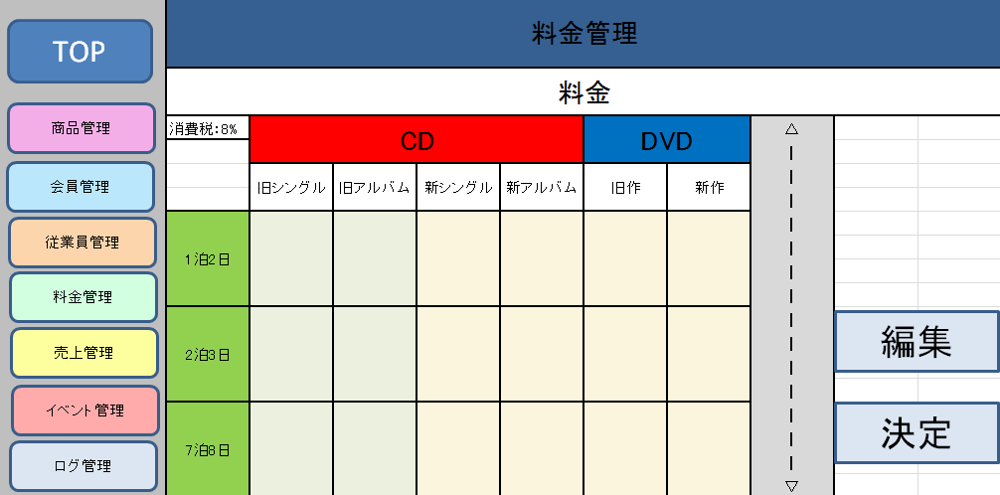 TOP
商品管理
会員管理
従業員管理
料金管理
売上管理
イベント管理
ログ管理
料金管理
料金
消費税:8%
CD
DVD
旧シングル
旧アルバム
新シングル
新アルバム
旧作
新作
1泊2日
2泊3日
7泊8日
編集
決定